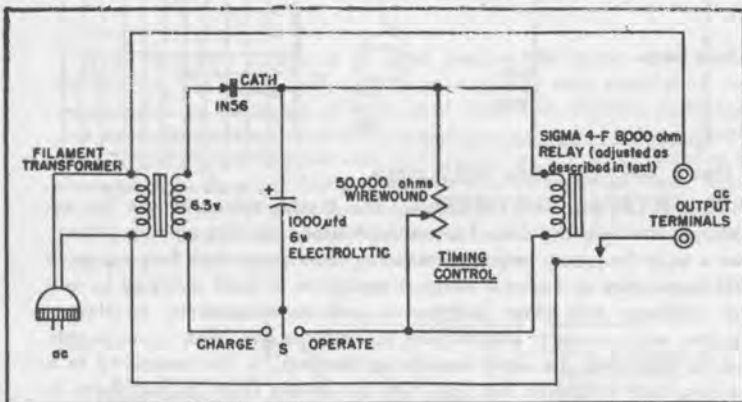 CATH
1N56
FILAMENT
TRANSFORMER
6.3v
+
1000µfd
6v
ELECTROLYTIC
50,000 ohms
WIREWOUND
TIMING
CONTROL
SIGMA 4-F 8,000 ohm
RELAY (adjusted as
described in text)
ac
OUTPUT
TERMINALS
CHARGE
S
OPERATE
ac